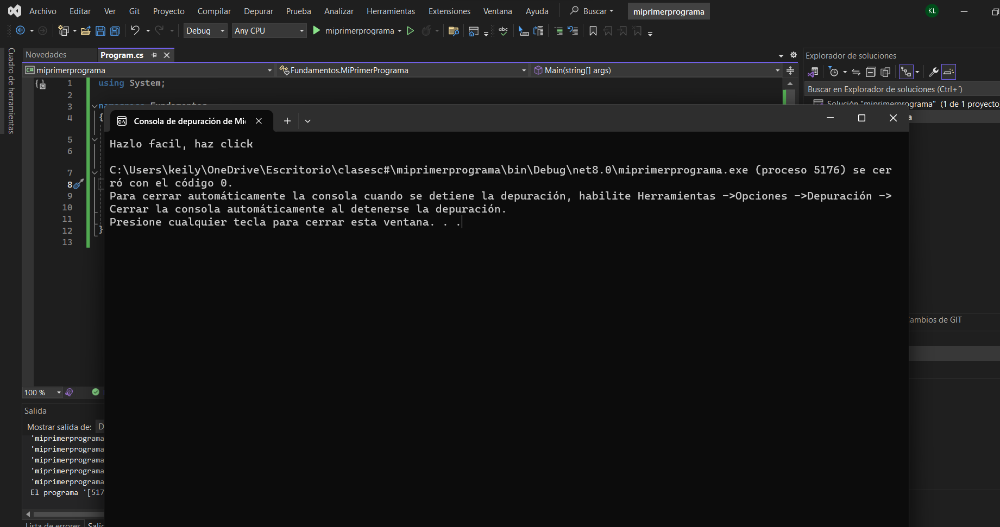 Archivo Editar Ver Git Proyecto Compilar Depurar Prueba Analizar Herramientas Extensiones Ventana Ayuda Buscar miprimerprograma KL
Debug Any CPU miprimerprograma abc
Cuadro de herramientas
Novedades Program.cs
C# miprimerprograma Fundamentos.MiPrimerPrograma Main(string[] args)
1 using System;
2
3
4 {
5
6
7
8
9
10
11
12 }
13
Consola de depuración de Mi
Hazlo facil, haz click
C:\Users\keily\OneDrive\Escritorio\clasesc#\miprimerprograma\bin\Debug\net8.0\miprimerprograma.exe (proceso 5176) se cer
ró con el código 0.
Para cerrar automáticamente la consola cuando se detiene la depuración, habilite Herramientas ->Opciones ->Depuración ->
Cerrar la consola automáticamente al detenerse la depuración.
Presione cualquier tecla para cerrar esta ventana. . .
100 %
Salida
Mostrar salida de: D
'miprimerprograma
'miprimerprograma
'miprimerprograma
'miprimerprograma
'miprimerprograma
El programa '[517
Lista de errores Salid
Explorador de soluciones
Buscar en Explorador de soluciones (Ctrl+´)
Solución "miprimerprograma" (1 de 1 proyecto)
a
Cambios de GIT